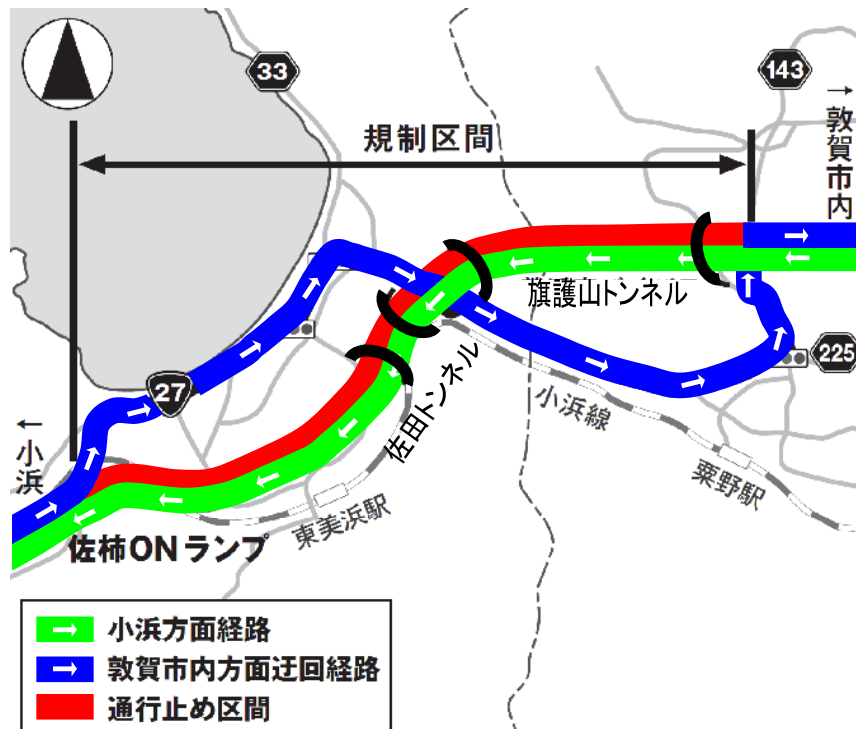 33
143
→敦賀市内
規制区間
旗護山トンネル
27
225
佐田トンネル
小浜線
←小浜
粟野駅
東美浜駅
佐柿ONランプ
小浜方面経路
敦賀市内方面迂回経路
通行止め区間